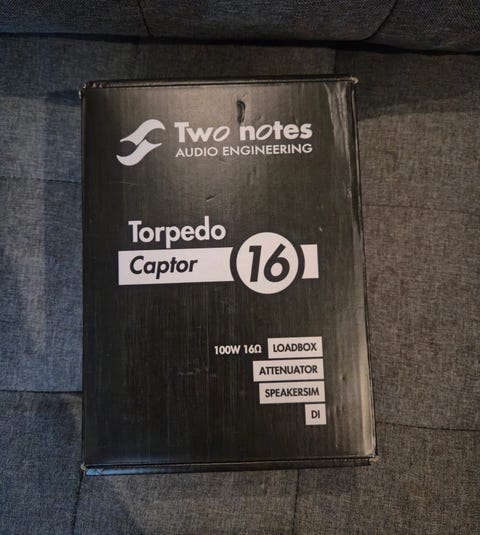 Two notes
AUDIO ENGINEERING
Torpedo
Captor 16
100W 16Ω LOADBOX
ATTENUATOR
SPEAKERSIM
DI